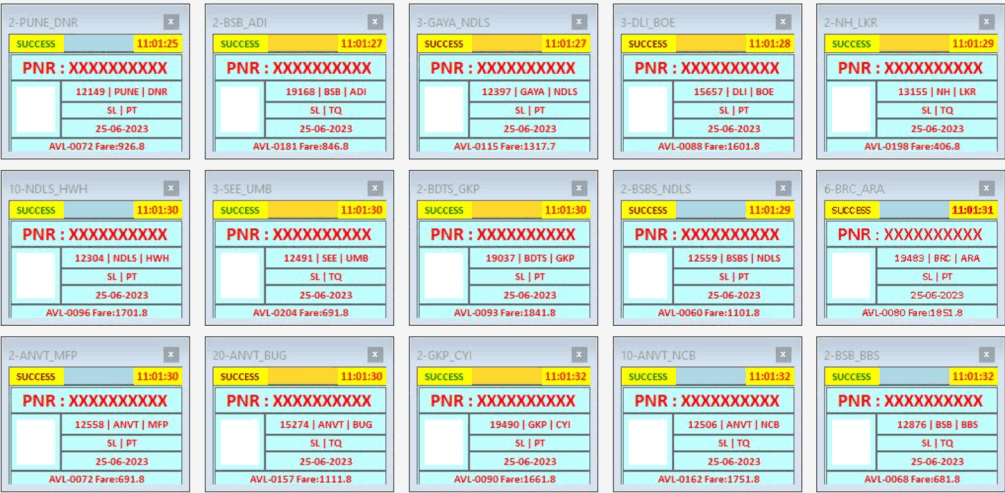 2-PUNE_DNR x
SUCCESS 11:01:25
PNR : XXXXXXXXXX
12149 | PUNE | DNR
SL | PT
25-06-2023
AVL-0072 Fare:926.8
2-BSB_ADI x
SUCCESS 11:01:27
PNR : XXXXXXXXXX
19168 | BSB | ADI
SL | TQ
25-06-2023
AVL-0181 Fare:846.8
3-GAYA_NDLS x
SUCCESS 11:01:27
PNR : XXXXXXXXXX
12397 | GAYA | NDLS
SL | PT
25-06-2023
AVL-0115 Fare:1317.7
3-DLI_BOE x
SUCCESS 11:01:28
PNR : XXXXXXXXXX
15657 | DLI | BOE
SL | PT
25-06-2023
AVL-0088 Fare:1601.8
2-NH_LKR x
SUCCESS 11:01:29
PNR : XXXXXXXXXX
13155 | NH | LKR
SL | TQ
25-06-2023
AVL-0198 Fare:406.8
10-NDLS_HWH x
SUCCESS 11:01:30
PNR : XXXXXXXXXX
12304 | NDLS | HWH
SL | PT
25-06-2023
AVL-0096 Fare:1701.8
3-SEE_UMB x
SUCCESS 11:01:30
PNR : XXXXXXXXXX
12491 | SEE | UMB
SL | TQ
25-06-2023
AVL-0204 Fare:691.8
2-BDTS_GKP x
SUCCESS 11:01:30
PNR : XXXXXXXXXX
19037 | BDTS | GKP
SL | PT
25-06-2023
AVL-0093 Fare:1841.8
2-BSBS_NDLS x
SUCCESS 11:01:29
PNR : XXXXXXXXXX
12559 | BSBS | NDLS
SL | PT
25-06-2023
AVL-0060 Fare:1101.8
6-BRC_ARA x
SUCCESS 11:01:31
PNR : XXXXXXXXXX
19483 | BRC | ARA
SL | PT
25-06-2023
AVL-0080 Fare:1851.8
2-ANVT_MFP x
SUCCESS 11:01:30
PNR : XXXXXXXXXX
12558 | ANVT | MFP
SL | PT
25-06-2023
AVL-0072 Fare:691.8
20-ANVT_BUG x
SUCCESS 11:01:30
PNR : XXXXXXXXXX
15274 | ANVT | BUG
SL | TQ
25-06-2023
AVL-0157 Fare:1111.8
2-GKP_CYI x
SUCCESS 11:01:32
PNR : XXXXXXXXXX
19490 | GKP | CYI
SL | PT
25-06-2023
AVL-0090 Fare:1661.8
10-ANVT_NCB x
SUCCESS 11:01:32
PNR : XXXXXXXXXX
12506 | ANVT | NCB
SL | TQ
25-06-2023
AVL-0162 Fare:1751.8
2-BSB_BBS x
SUCCESS 11:01:32
PNR : XXXXXXXXXX
12876 | BSB | BBS
SL | TQ
25-06-2023
AVL-0068 Fare:681.8